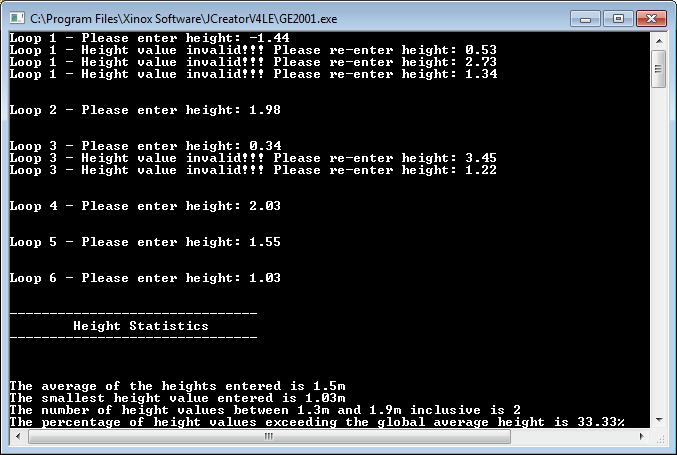 C:\Program Files\Xinox Software\JCreatorV4LE\GE2001.exe
Loop 1 - Please enter height: -1.44
Loop 1 - Height value invalid!!! Please re-enter height: 0.53
Loop 1 - Height value invalid!!! Please re-enter height: 2.73
Loop 1 - Height value invalid!!! Please re-enter height: 1.34
Loop 2 - Please enter height: 1.98
Loop 3 - Please enter height: 0.34
Loop 3 - Height value invalid!!! Please re-enter height: 3.45
Loop 3 - Height value invalid!!! Please re-enter height: 1.22
Loop 4 - Please enter height: 2.03
Loop 5 - Please enter height: 1.55
Loop 6 - Please enter height: 1.03
-------------------------------
Height Statistics
-------------------------------
The average of the heights entered is 1.5m
The smallest height value entered is 1.03m
The number of height values between 1.3m and 1.9m inclusive is 2
The percentage of height values exceeding the global average height is 33.33%